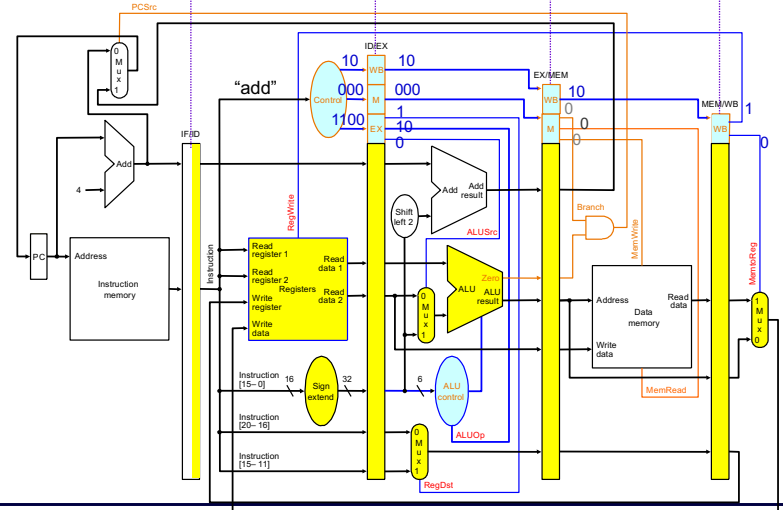 PCSrc
0
M
u
x
1
ID/EX
10
WB
10
EX/MEM
"add"
Control
000
M
000
WB
10
0
MEM/WB
1100
EX
1
10
0
M
0
0
WB
1
0
IF/ID
Add
4
RegWrite
Shift
left 2
Add
Add
result
ALUSrc
Branch
MemWrite
MemtoReg
PC
Address
Instruction
memory
Instruction
Read
register 1
Read
register 2
Write
register
Write
data
Registers
Read
data 1
Read
data 2
0
M
u
x
1
Zero
ALU
ALU
result
Address
Write
data
Data
memory
Read
data
1
M
u
x
0
MemRead
Instruction
[15– 0]
16
Sign
extend
32
6
ALU
control
ALUOp
Instruction
[20– 16]
Instruction
[15– 11]
0
M
u
x
1
RegDst